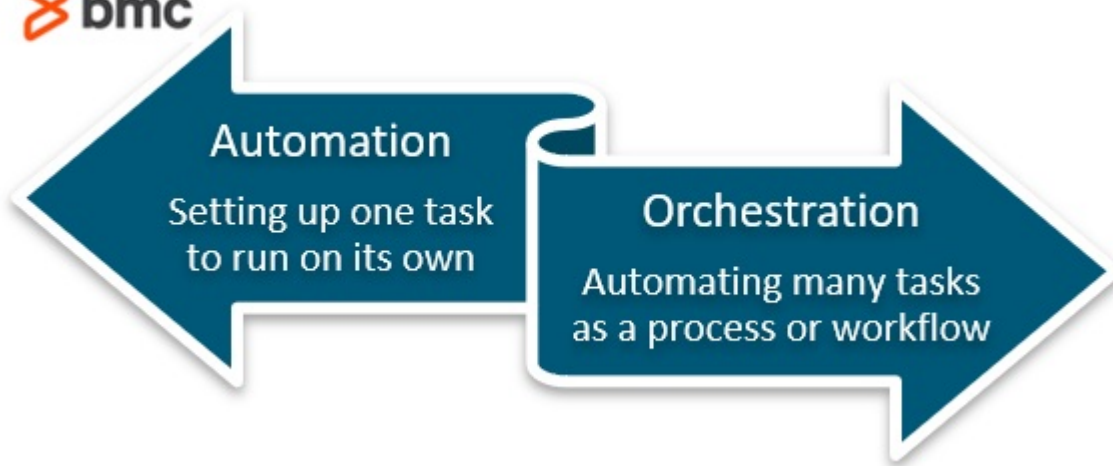 bmc
Automation
Setting up one task
to run on its own
Orchestration
Automating many tasks
as a process or workflow